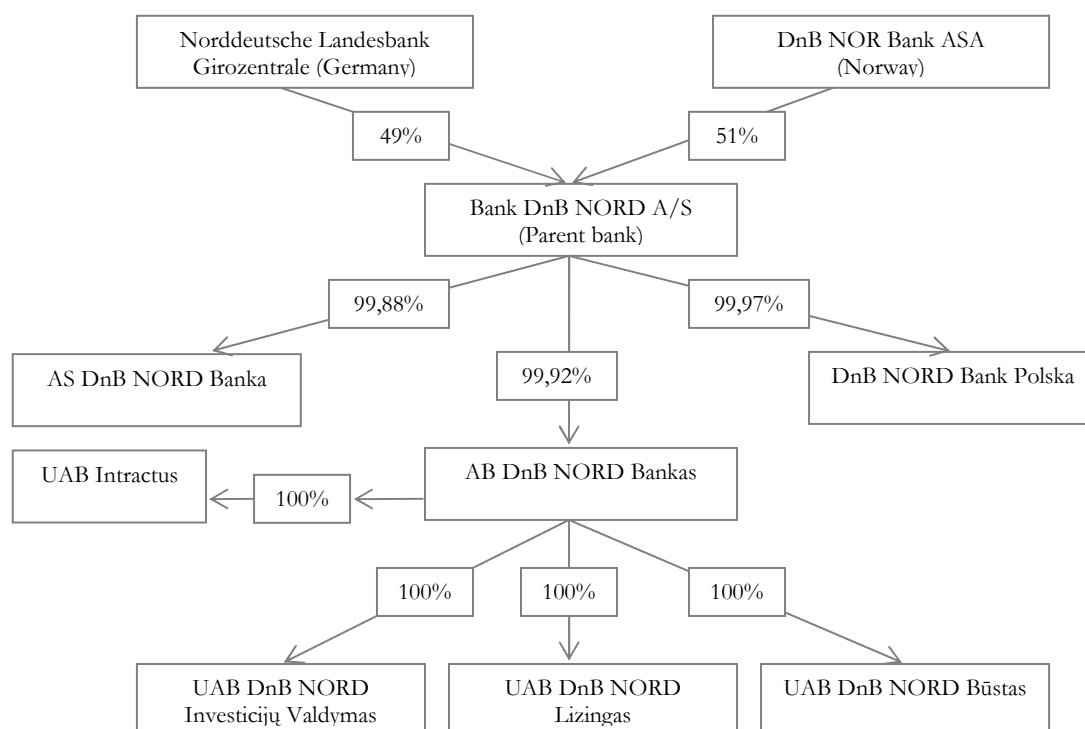 Norddeutsche Landesbank
Girozentrale (Germany)
DnB NOR Bank ASA
(Norway)
49%
51%
Bank DnB NORD A/S
(Parent bank)
99,88%
99,97%
99,92%
AS DnB NORD Banka
DnB NORD Bank Polska
UAB Intractus
100%
AB DnB NORD Bankas
100%
100%
100%
UAB DnB NORD
Investicijų Valdymas
UAB DnB NORD
Lizingas
UAB DnB NORD Būstas